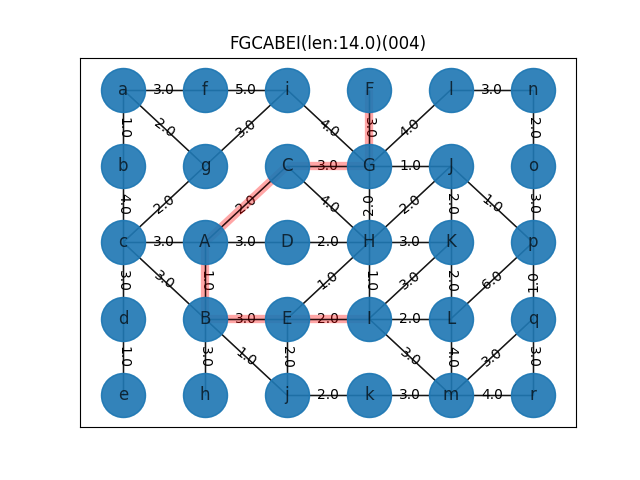 FGCABEI(len:14.0)(004)
a 3.0 f 5.0 i F l 3.0 n
1.0 2.0 3.0 4.0 3.0 4.0 2.0
b g C 3.0 G 1.0 J o
4.0 2.0 2.0 4.0 2.0 2.0 2.0 1.0 3.0
c 3.0 A 3.0 D 2.0 H 3.0 K p
3.0 3.0 1.0 1.0 1.0 3.0 2.0 6.0 1.0
d B 3.0 E 2.0 I 2.0 L q
1.0 3.0 1.0 2.0 3.0 4.0 3.0 3.0
e h j 2.0 k 3.0 m 4.0 r